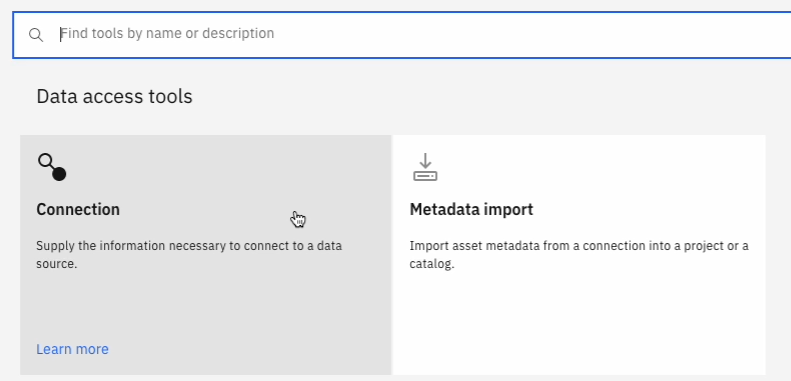 Find tools by name or description
Data access tools
Connection
Supply the information necessary to connect to a data
source.
Learn more
Metadata import
Import asset metadata from a connection into a project or a
catalog.